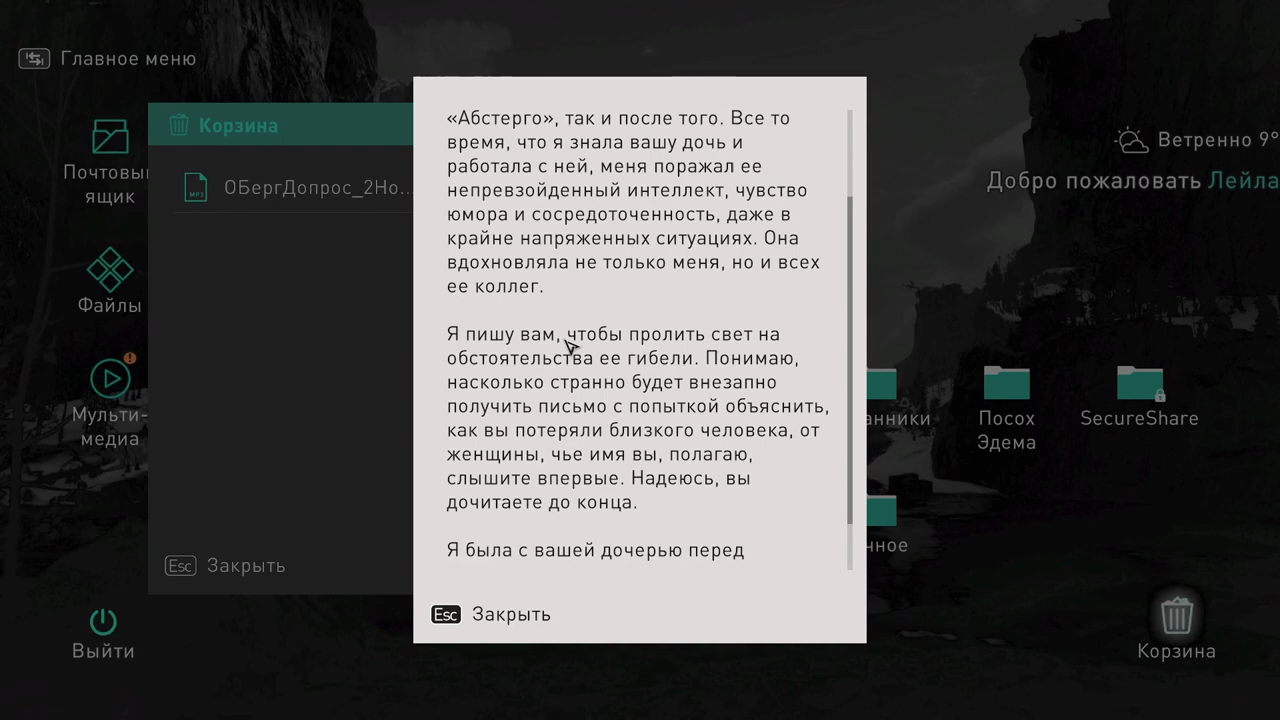 Главное меню
Корзина
ОБергДопрос_2Но...
Почтовы
ящик
Файлы
Мульти-
медиа
Esc Закрыть
Выйти
«Абстерго», так и после того. Все то
время, что я знала вашу дочь и
работала с ней, меня поражал ее
непревзойденный интеллект, чувство
юмора и сосредоточенность, даже в
крайне напряженных ситуациях. Она
вдохновляла не только меня, но и всех
ее коллег.
Я пишу вам, чтобы пролить свет на
обстоятельства ее гибели. Понимаю,
насколько странно будет внезапно
получить письмо с попыткой объяснить,
как вы потеряли близкого человека, от
женщины, чье имя вы, полагаю,
слышите впервые. Надеюсь, вы
дочитаете до конца.
Я была с вашей дочерью перед
Esc Закрыть
Ветренно 9°
Добро пожаловать Лейла
анники
Посох
Эдема
SecureShare
чное
Корзина
MP3